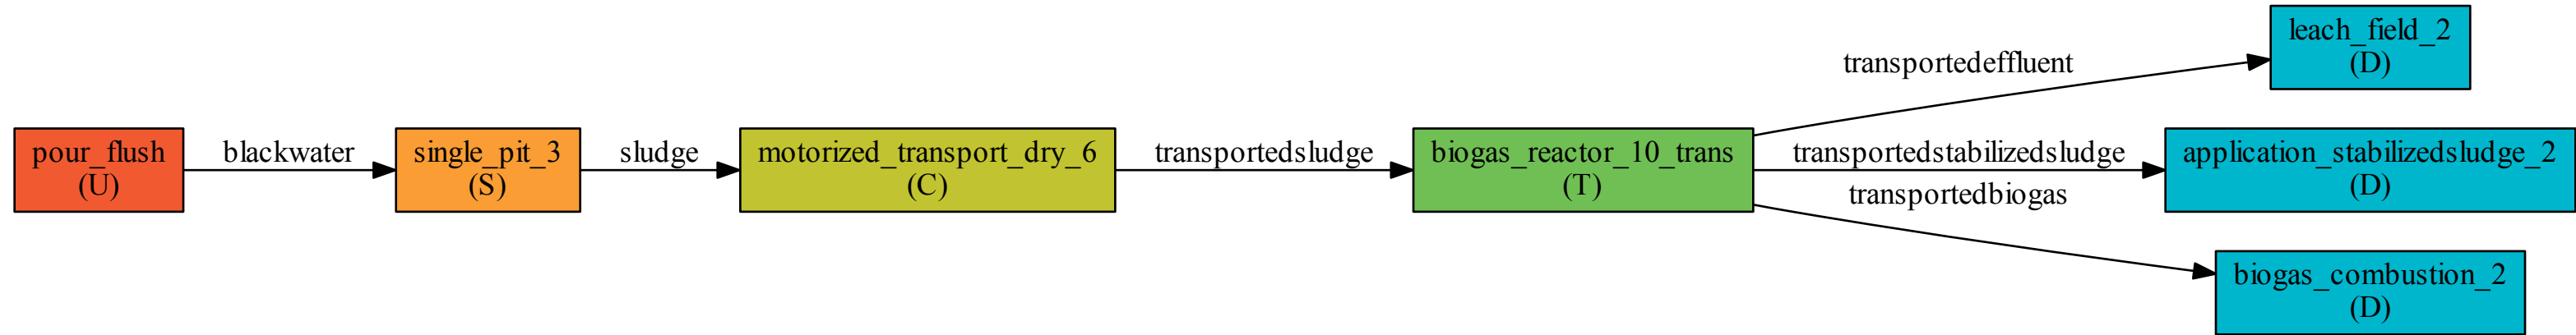 pour_flush
(U)
blackwater
single_pit_3
(S)
sludge
motorized_transport_dry_6
(C)
transportedsludge
biogas_reactor_10_trans
(T)
transportedeffluent
leach_field_2
(D)
transportedstabilizedsludge
application_stabilizedsludge_2
(D)
transportedbiogas
biogas_combustion_2
(D)